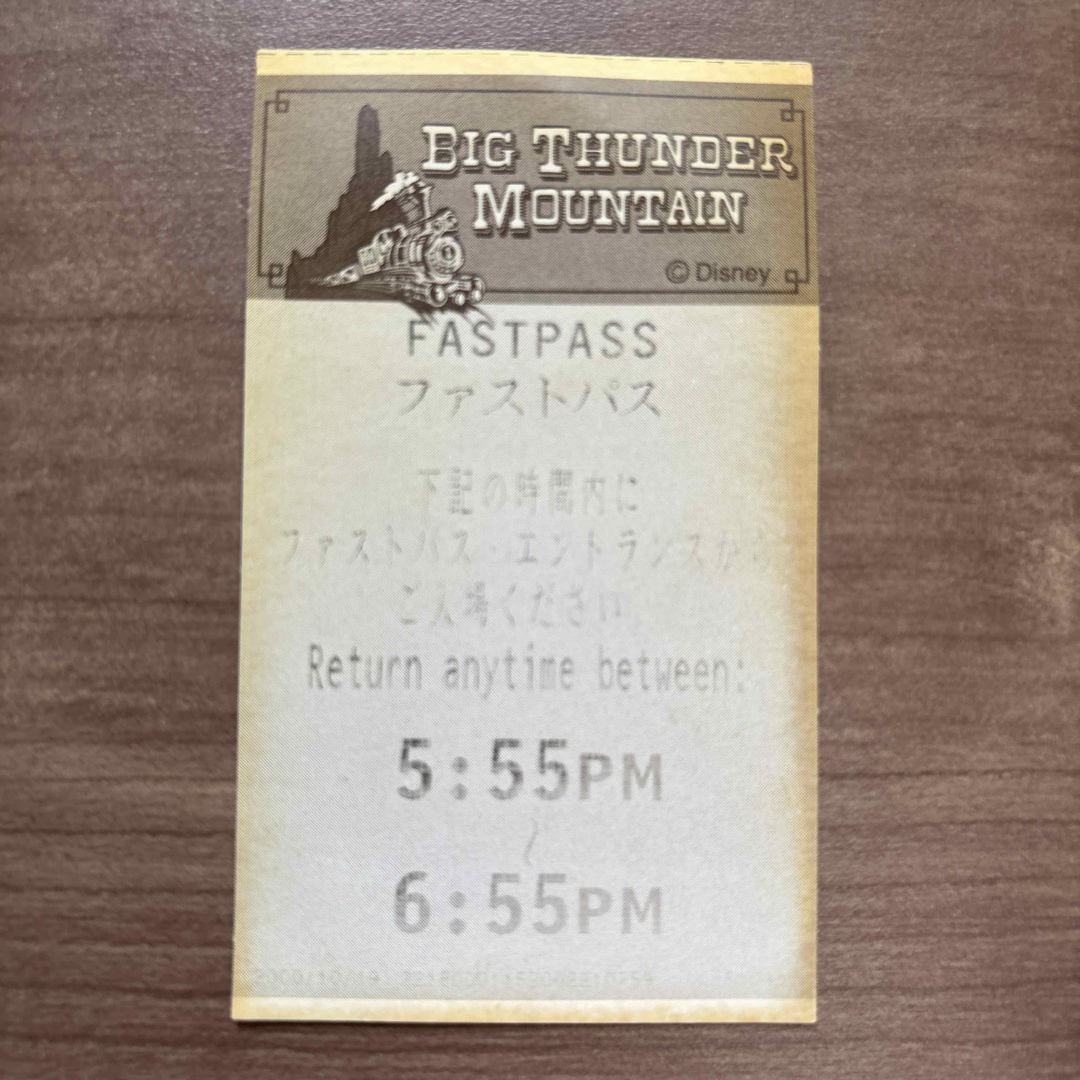 BIG THUNDER
MOUNTAIN
© Disney
FASTPASS
ファストパス
下記の時間内に
ファストパス・エントランスから
ご入場ください
Return anytime between:
5:55PM
～
6:55PM